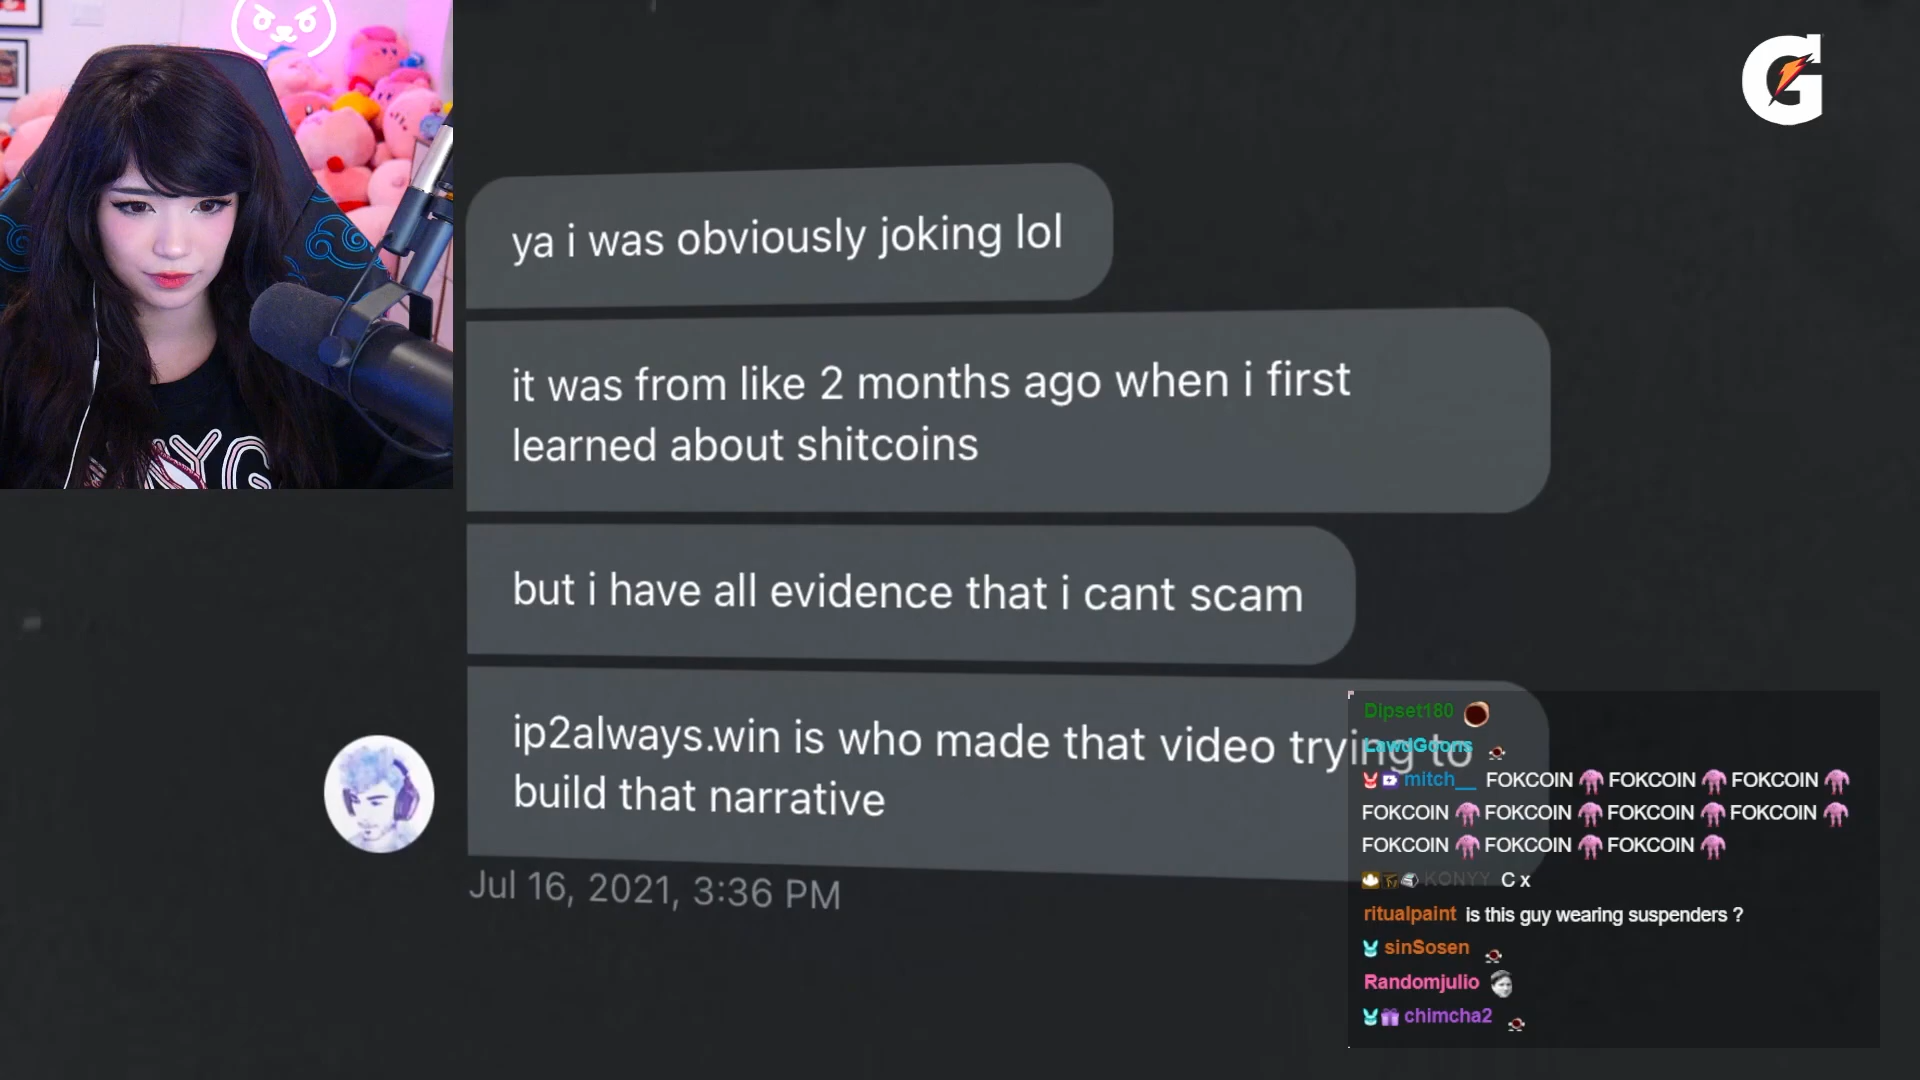 ya i was obviously joking lol
it was from like 2 months ago when i first
learned about shitcoins
but i have all evidence that i cant scam
ip2always.win is who made that video trying to
build that narrative
Jul 16, 2021, 3:36 PM
Dipset180
LawdGoons
mitch__ FOKCOIN FOKCOIN FOKCOIN
FOKCOIN FOKCOIN FOKCOIN FOKCOIN
FOKCOIN FOKCOIN FOKCOIN
KONYY C x
ritualpaint is this guy wearing suspenders ?
sinSosen
Randomjulio
chimcha2
G